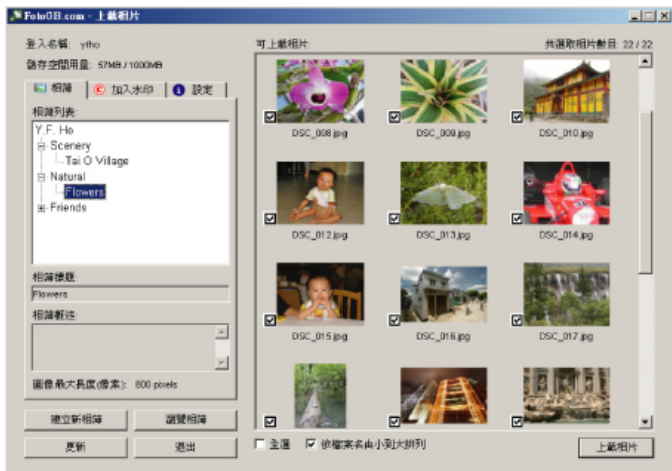 FotoGB.com - 上載相片
登入名稱: yfho
儲存空間用量: 57MB / 1000MB
相簿
加入水印
設定
相簿列表:
Y.F. Ho
Scenery
Tai O Village
Natural
Flowers
Friends
相簿標題:
Flowers
相簿概述:
圖像最大長度(像素): 800 pixels
建立新相簿
瀏覽相簿
更新
退出
可上載相片:
共選取相片數目: 22 / 22
DSC_008.jpg
DSC_009.jpg
DSC_010.jpg
DSC_012.jpg
DSC_013.jpg
DSC_014.jpg
DSC_015.jpg
DSC_016.jpg
DSC_017.jpg
全選
依檔案名由小到大排列
上載相片